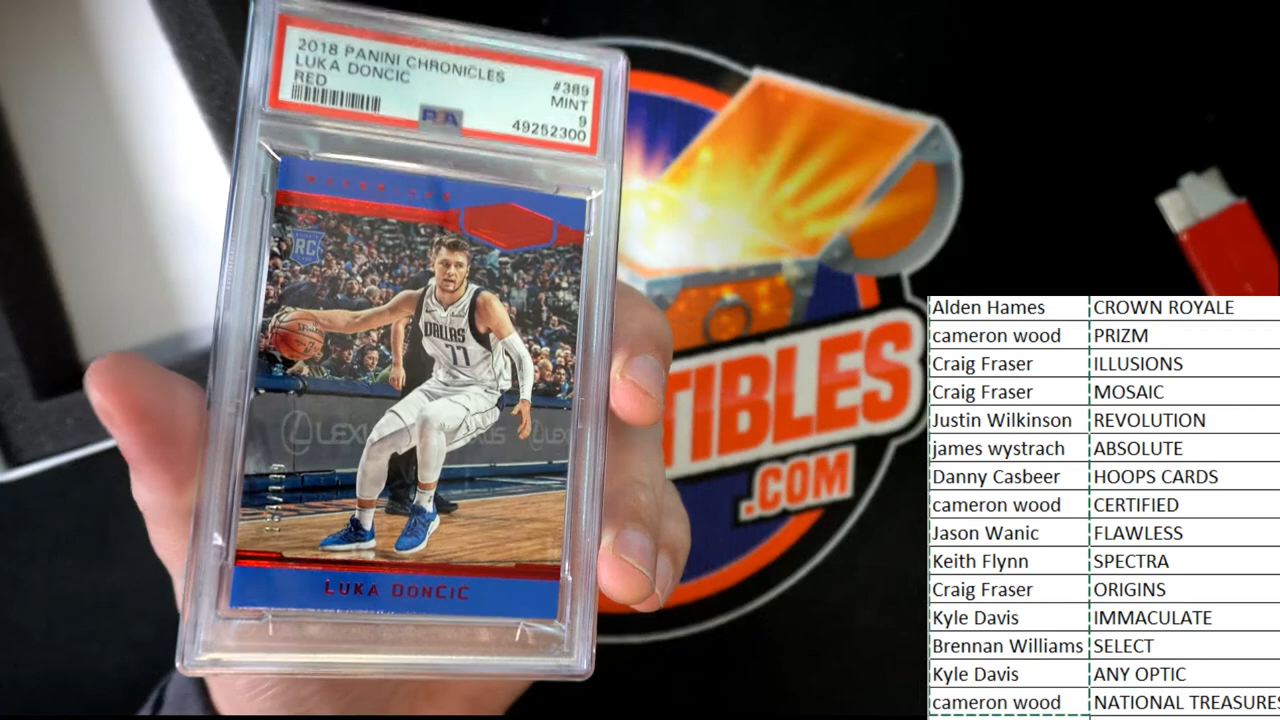 2018 PANINI CHRONICLES
LUKA DONCIC
RED
#389
MINT
9
49252300
PSA
MAVERICKS
RC
DALLAS
77
LEXUS
LUKA DONČIĆ
TIBLES
.COM
Alden Hames CROWN ROYALE
cameron wood PRIZM
Craig Fraser ILLUSIONS
Craig Fraser MOSAIC
Justin Wilkinson REVOLUTION
james wystrach ABSOLUTE
Danny Casbeer HOOPS CARDS
cameron wood CERTIFIED
Jason Wanic FLAWLESS
Keith Flynn SPECTRA
Craig Fraser ORIGINS
Kyle Davis IMMACULATE
Brennan Williams SELECT
Kyle Davis ANY OPTIC
cameron wood NATIONAL TREASURES